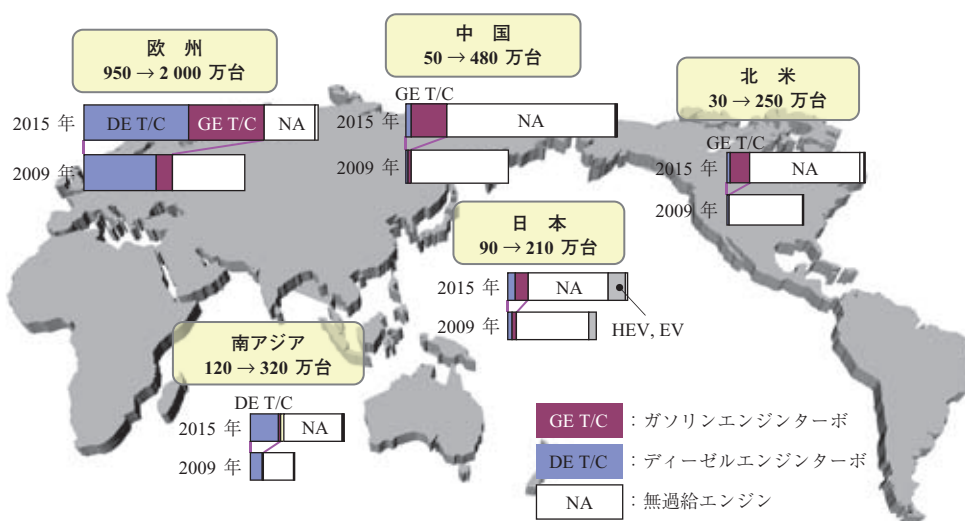 欧 州
950 → 2 000 万台
2015 年
DE T/C
GE T/C
NA
2009 年
中 国
50 → 480 万台
GE T/C
2015 年
NA
2009 年
北 米
30 → 250 万台
GE T/C
2015 年
NA
2009 年
日 本
90 → 210 万台
2015 年
NA
2009 年
HEV, EV
南アジア
120 → 320 万台
DE T/C
2015 年
NA
2009 年
GE T/C :ガソリンエンジンターボ
DE T/C :ディーゼルエンジンターボ
NA :無過給エンジン